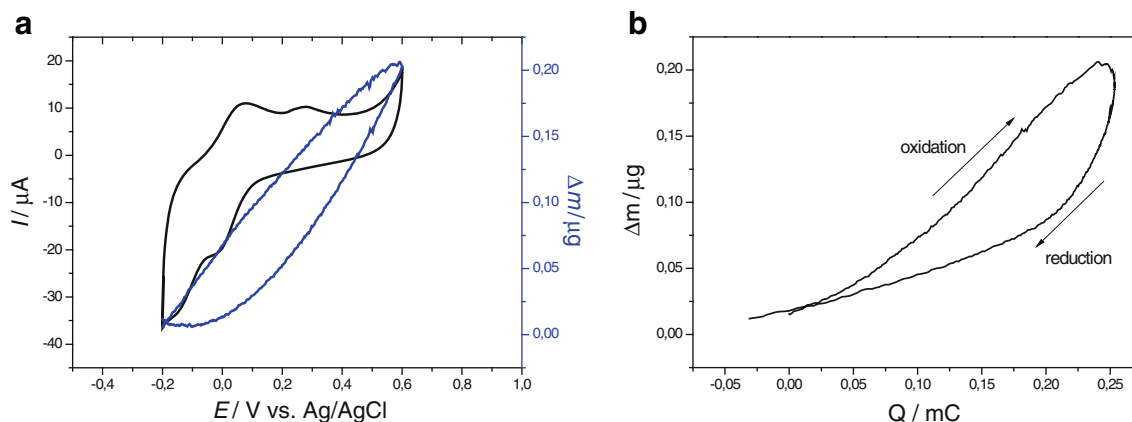 a
20
10
0
-10
-20
-30
-40
I / μA
0,20
0,15
0,10
0,05
0,00
Δm/μg
-0,4 -0,2 0,0 0,2 0,4 0,6 0,8 1,0
E / V vs. Ag/AgCl
b
0,20
0,15
0,10
0,05
0,00
Δm / μg
oxidation
reduction
-0,05 0,00 0,05 0,10 0,15 0,20 0,25
Q / mC